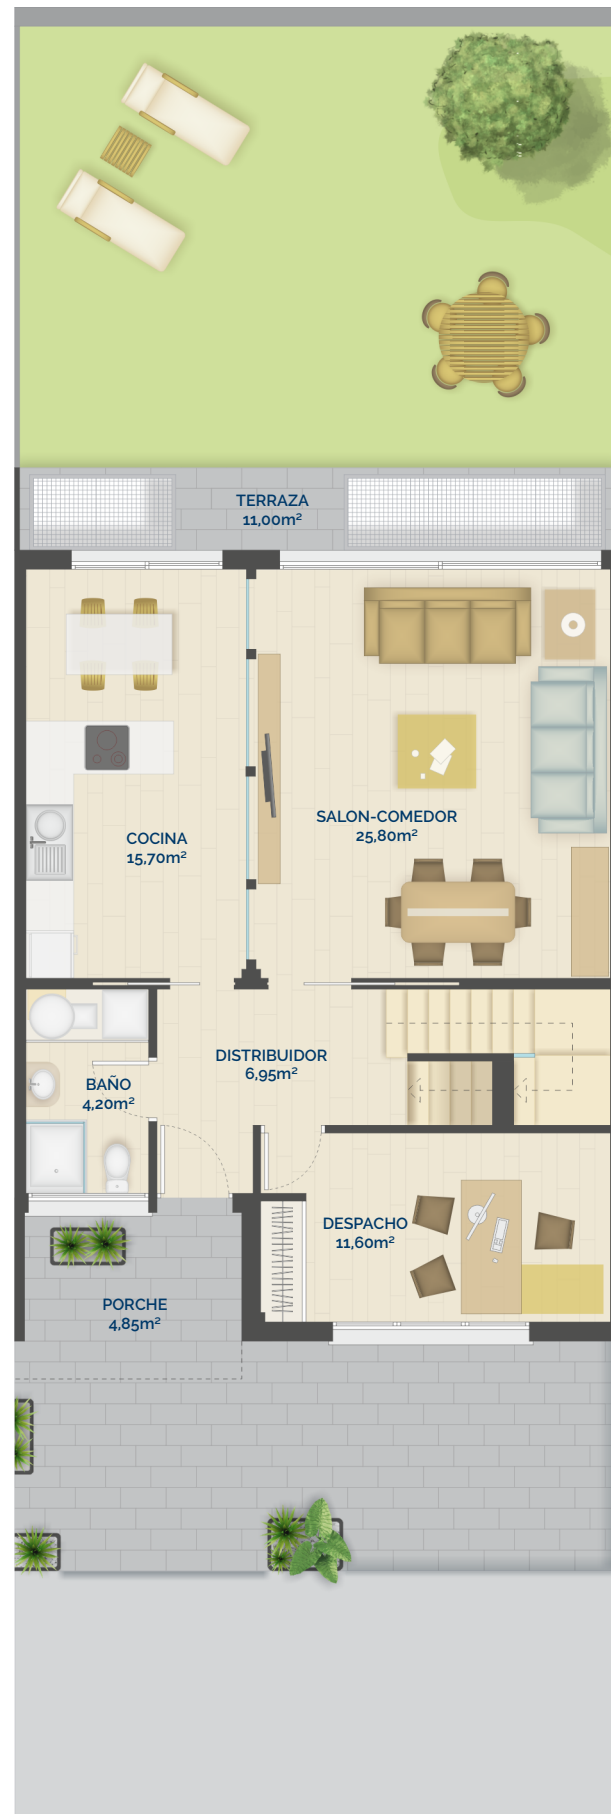 TERRAZA
11,00m²
SALON-COMEDOR
25,80m²
COCINA
15,70m²
DISTRIBUIDOR
6,95m²
BAÑO
4,20m²
DESPACHO
11,60m²
PORCHE
4,85m²